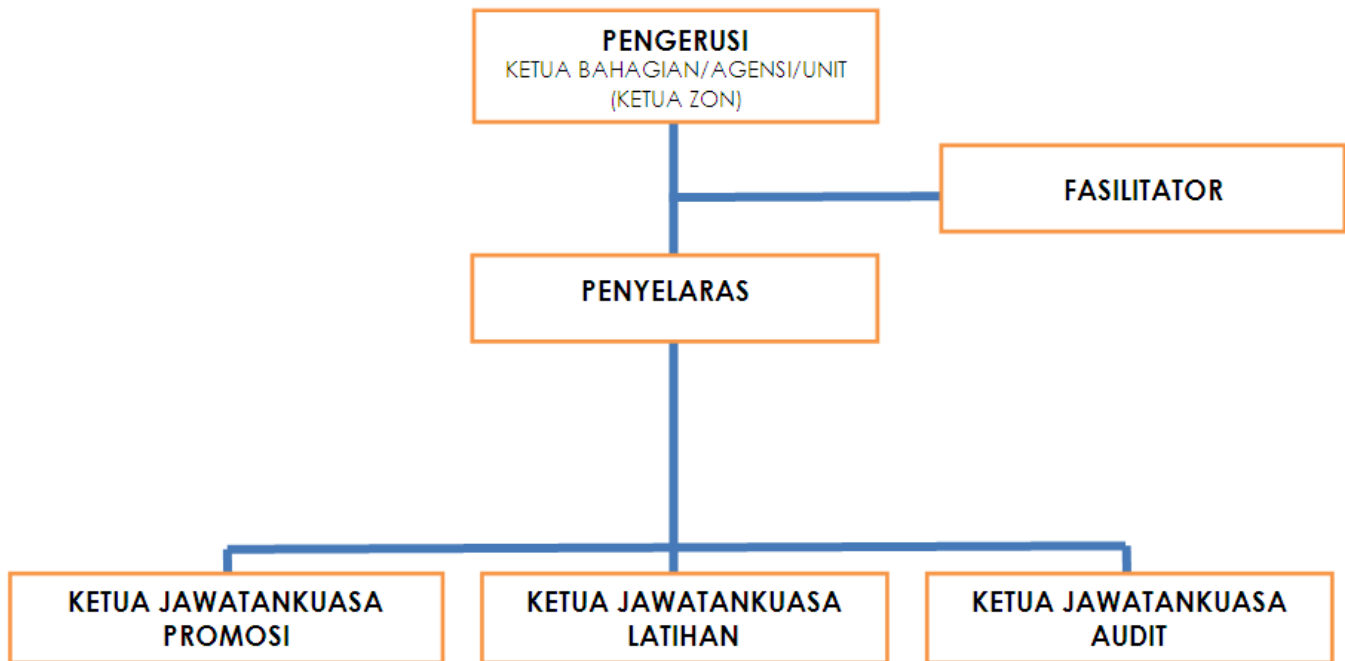 PENGERUSI
KETUA BAHAGIAN/AGENSI/UNIT
(KETUA ZON)
FASILITATOR
PENYELARAS
KETUA JAWATANKUASA
PROMOSI
KETUA JAWATANKUASA
LATIHAN
KETUA JAWATANKUASA
AUDIT